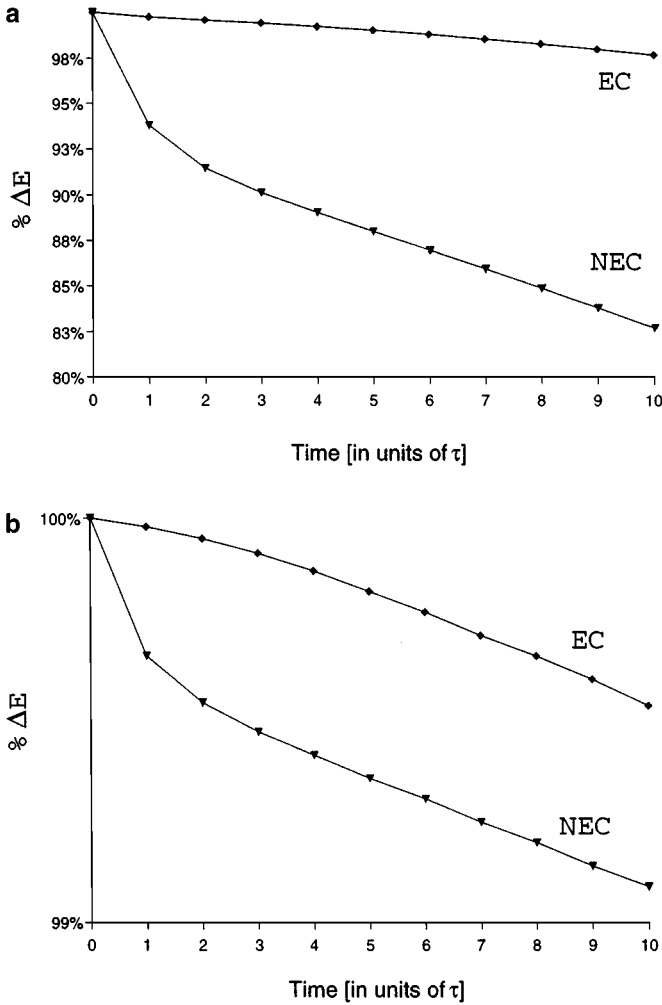 a
98%
95%
93%
90%
88%
85%
83%
80%
% ΔE
EC
NEC
0 1 2 3 4 5 6 7 8 9 10
Time [in units of τ]
b
100%
99%
% ΔE
EC
NEC
0 1 2 3 4 5 6 7 8 9 10
Time [in units of τ]